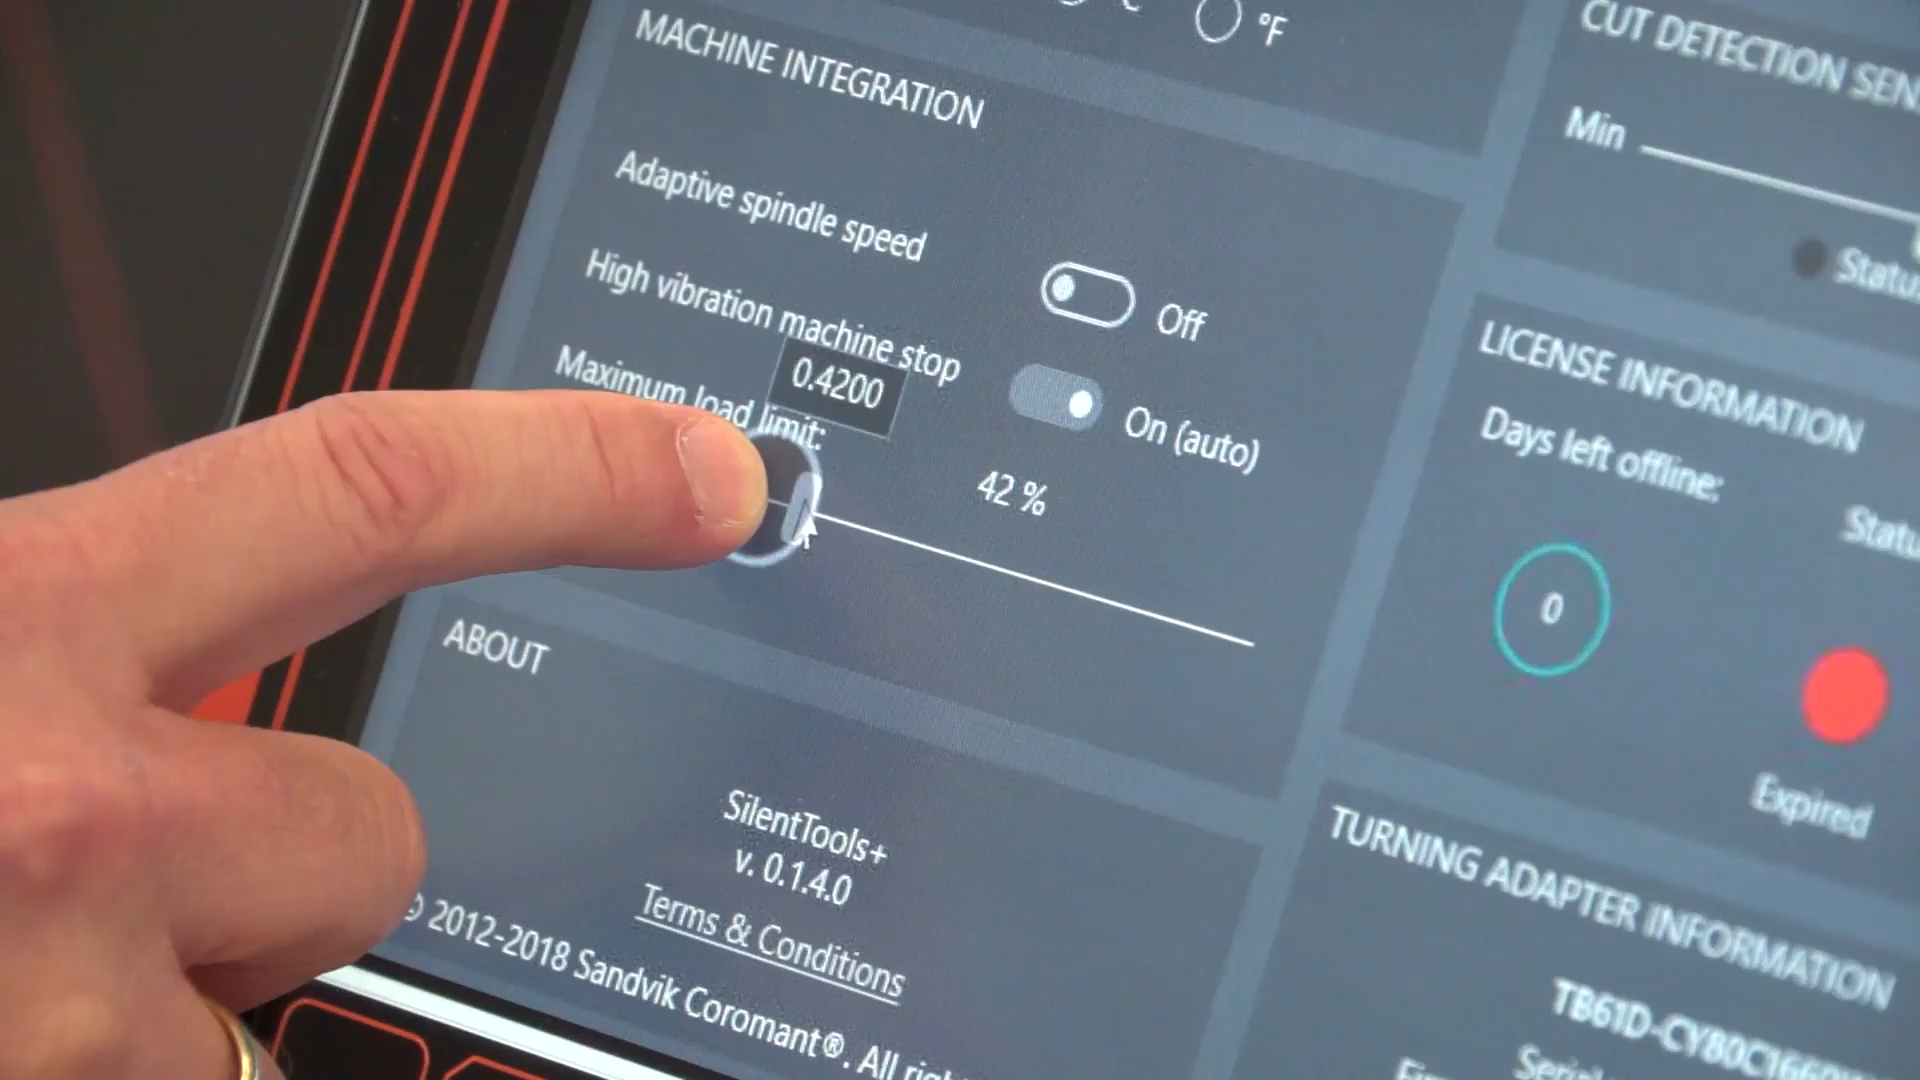 °F
MACHINE INTEGRATION
Adaptive spindle speed
Off
High vibration machine stop
On (auto)
0.4200
Maximum load limit:
42 %
ABOUT
SilentTools+
v. 0.1.4.0
Terms & Conditions
© 2012-2018 Sandvik Coromant®. All
CUT DETECTION
Min
LICENSE INFORMATION
Days left offline:
0
Expired
TURNING ADAPTER INFORMATION